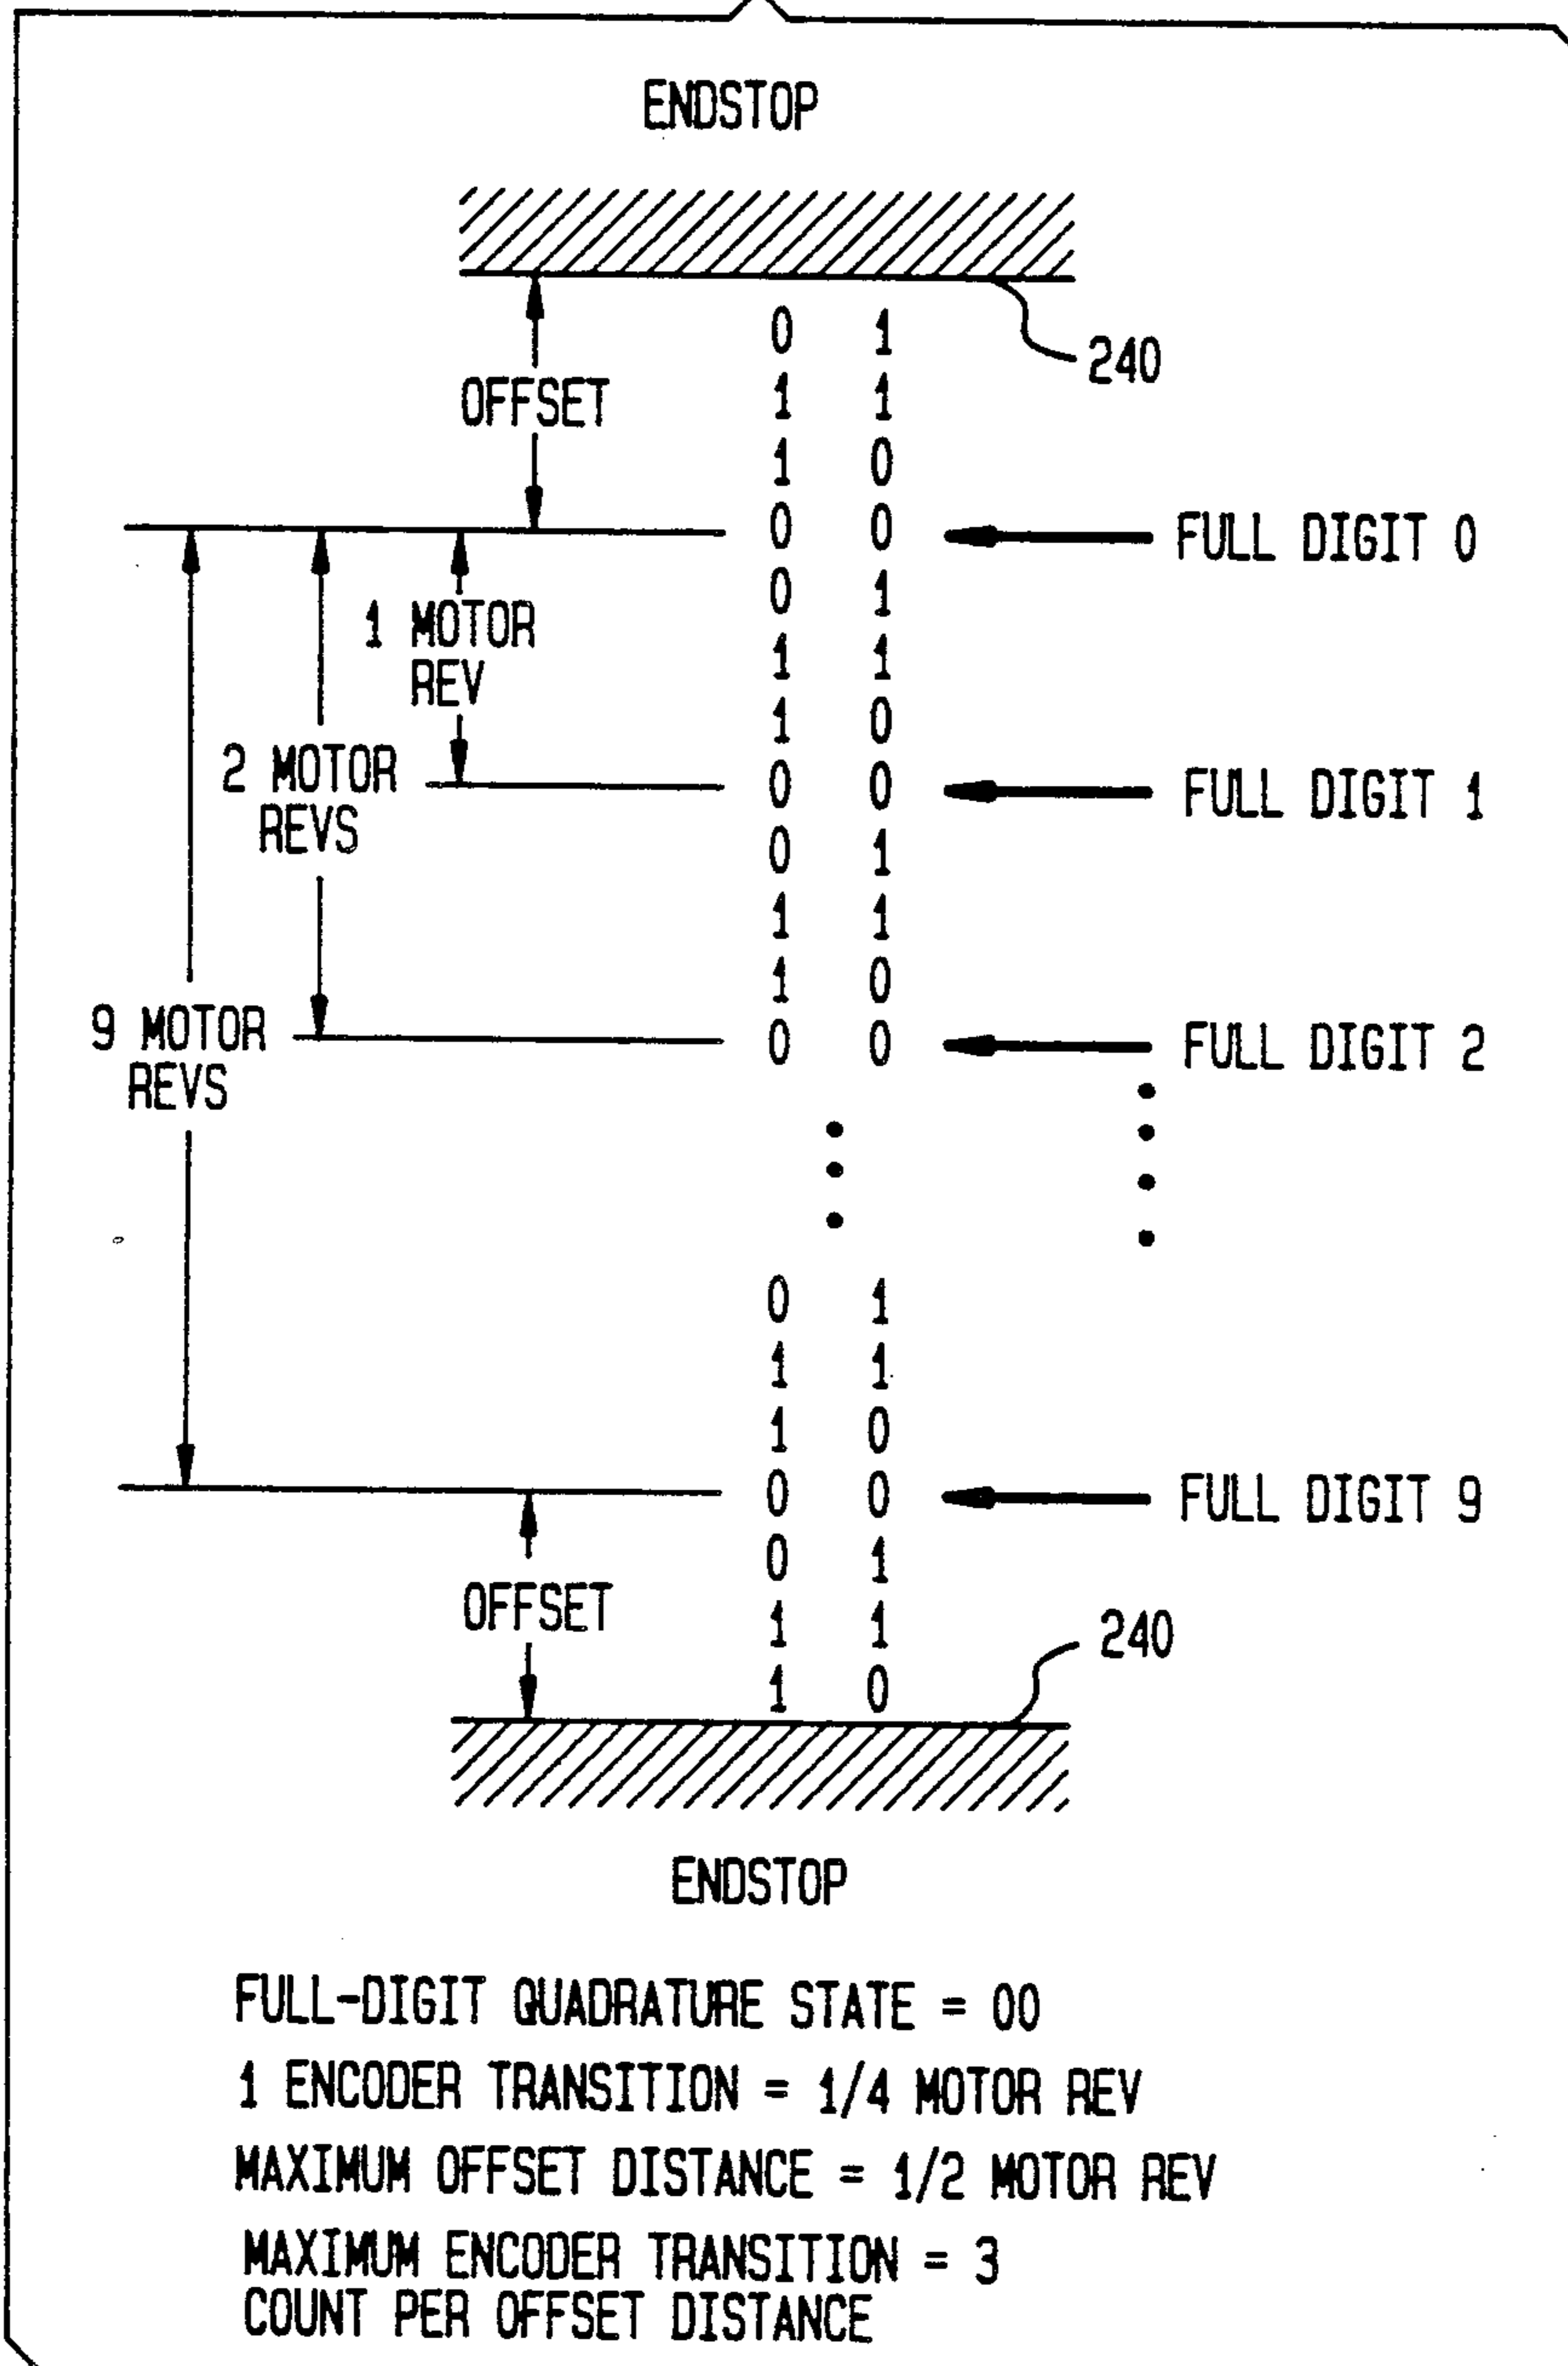 ENDSTOP
0 1
240
1 1
OFFSET
1 0
0 0 FULL DIGIT 0
0 1
1 MOTOR
REV
1 1
1 0
2 MOTOR
REVS
0 0 FULL DIGIT 1
0 1
1 1
1 0
9 MOTOR
REVS
0 0 FULL DIGIT 2
0 1
1 1
1 0
0 0 FULL DIGIT 9
0 1
OFFSET
1 1
240
1 0
ENDSTOP
FULL-DIGIT QUADRATURE STATE = 00
1 ENCODER TRANSITION = 1/4 MOTOR REV
MAXIMUM OFFSET DISTANCE = 1/2 MOTOR REV
MAXIMUM ENCODER TRANSITION = 3
COUNT PER OFFSET DISTANCE